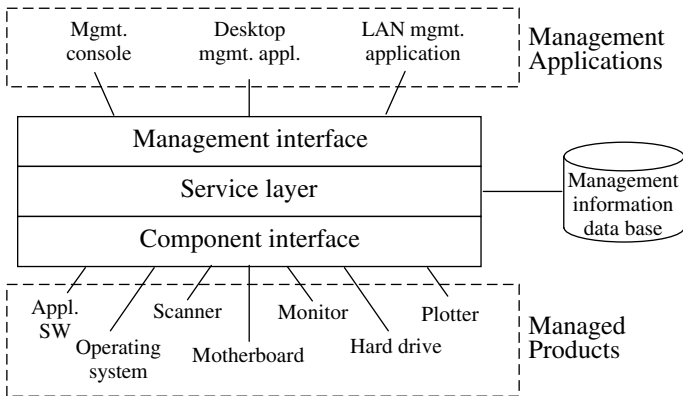 Mgmt.
console
Desktop
mgmt. appl.
LAN mgmt.
application
Management
Applications
Management interface
Service layer
Component interface
Management
information
data base
Appl.
SW
Operating
system
Scanner
Motherboard
Monitor
Hard drive
Plotter
Managed
Products